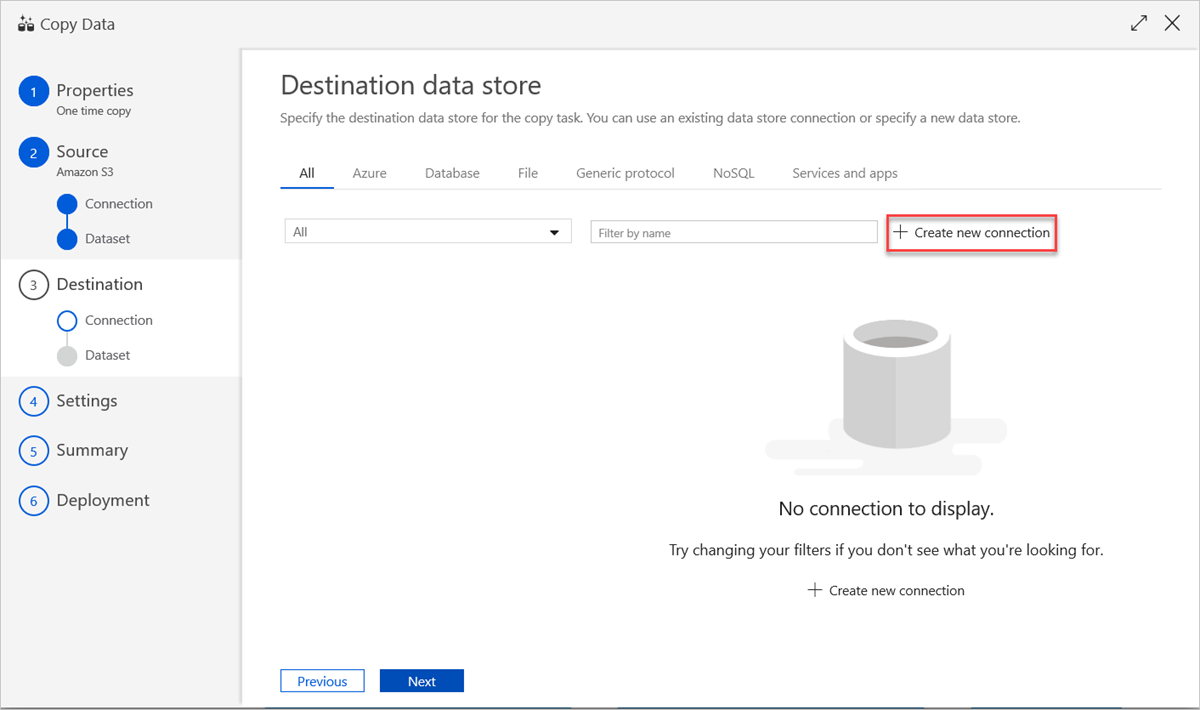 Copy Data
1 Properties
One time copy
2 Source
Amazon S3
Connection
Dataset
3 Destination
Connection
Dataset
4 Settings
5 Summary
6 Deployment
Destination data store
Specify the destination data store for the copy task. You can use an existing data store connection or specify a new data store.
All Azure Database File Generic protocol NoSQL Services and apps
All Filter by name + Create new connection
No connection to display.
Try changing your filters if you don't see what you're looking for.
+ Create new connection
Previous Next